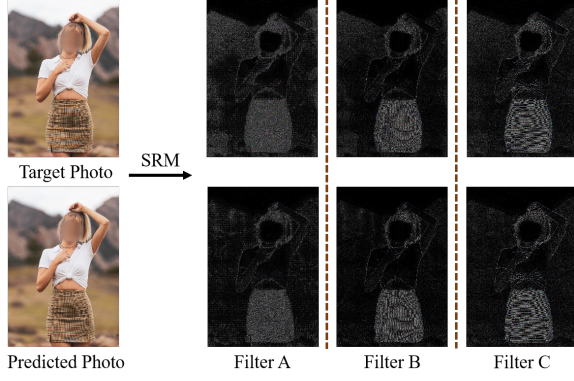 Target Photo
SRM
Predicted Photo
Filter A
Filter B
Filter C